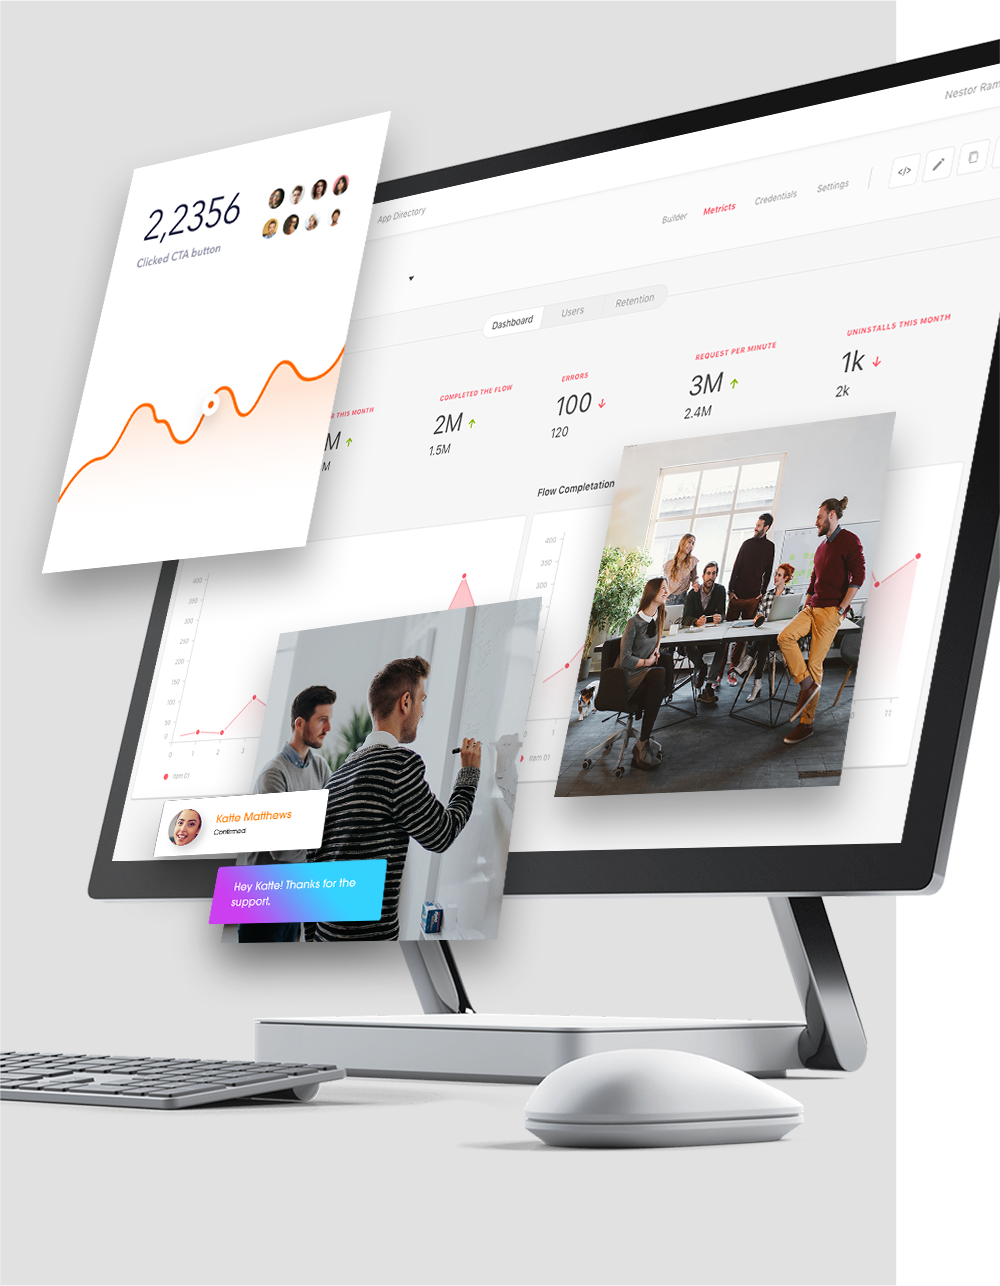 Nestor Ram
App Directory
Builder
Metrics
Credentials
Settings
</>
2,2356
Clicked CTA button
Dashboard
Users
Retention
R THIS MONTH
M
M
COMPLETED THE FLOW
2M
1.5M
ERRORS
100
120
REQUEST PER MINUTE
3M
2.4M
UNINSTALLS THIS MONTH
1k
2k
Flow Completation
400
350
300
250
200
150
100
50
0
0
1
2
3
Item 01
400
350
300
0
1
11
Item 01
Katte Matthews
Confirmed
Hey Katte! Thanks for the
support.